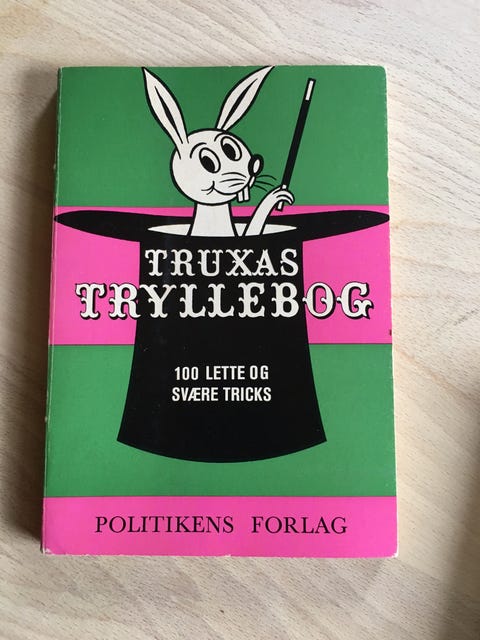 TRUXAS
TRYLLEBOG
100 LETTE OG
SVÆRE TRICKS
POLITIKENS FORLAG